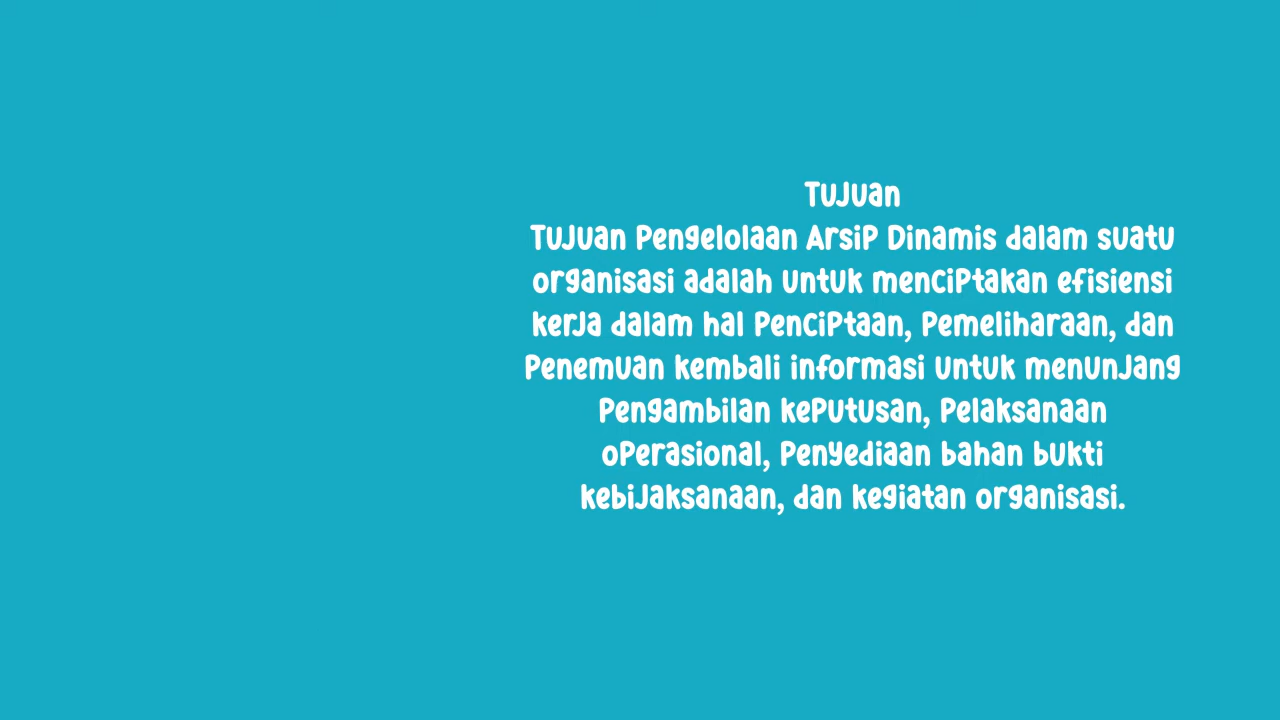 Tujuan
Tujuan Pengelolaan Arsip Dinamis dalam suatu
organisasi adalah untuk menciptakan efisiensi
kerja dalam hal penciptaan, pemeliharaan, dan
penemuan kembali informasi untuk menunjang
pengambilan keputusan, pelaksanaan
operasional, penyediaan bahan bukti
kebijaksanaan, dan kegiatan organisasi.